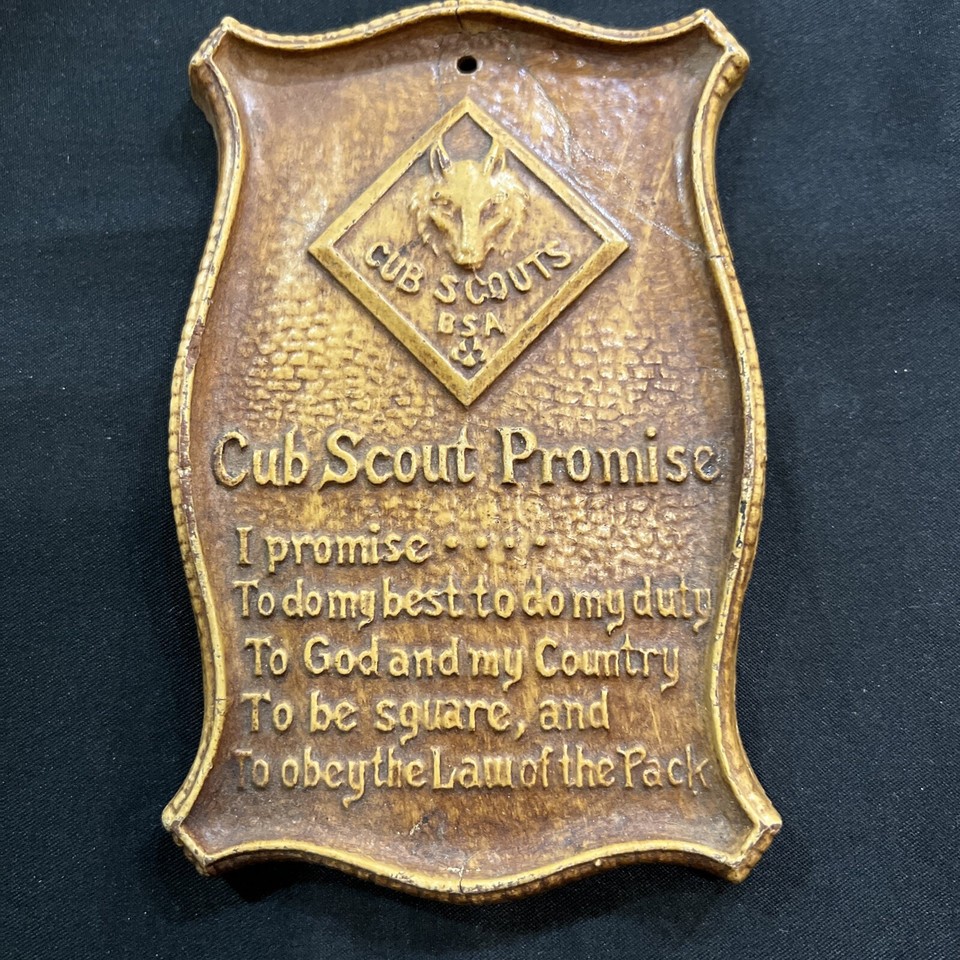 CUB SCOUTS
BSA
Cub Scout Promise
I promise ....
To do my best to do my duty
To God and my Country
To be square, and
To obey the Law of the Pack